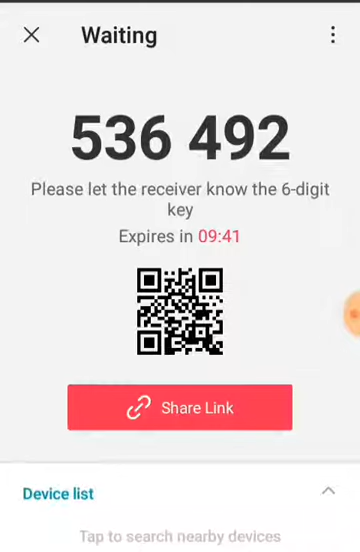 Waiting
536 492
Please let the receiver know the 6-digit
key
Expires in 09:41
Share Link
Device list
Tap to search nearby devices